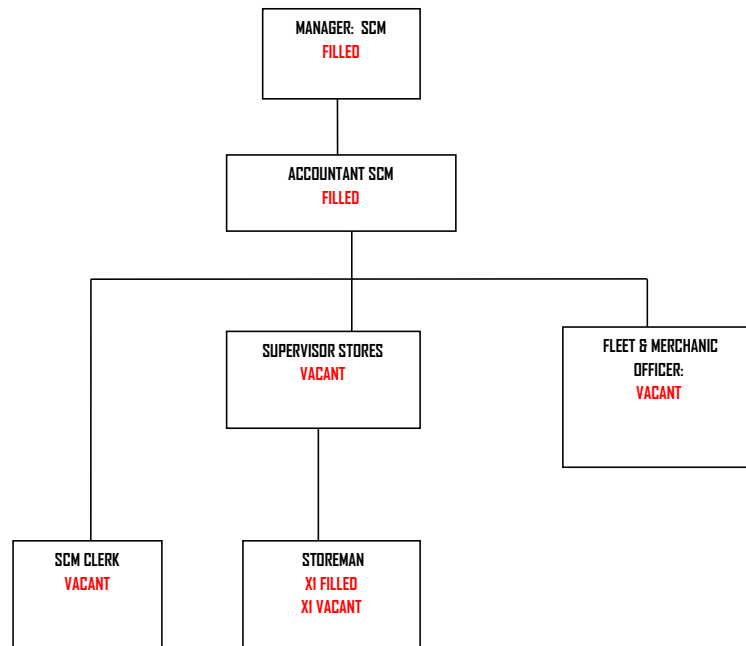 MANAGER: SCM
FILLED
ACCOUNTANT SCM
FILLED
SUPERVISOR STORES
VACANT
FLEET & MERCHANIC
OFFICER:
VACANT
SCM CLERK
VACANT
STOREMAN
X1 FILLED
X1 VACANT